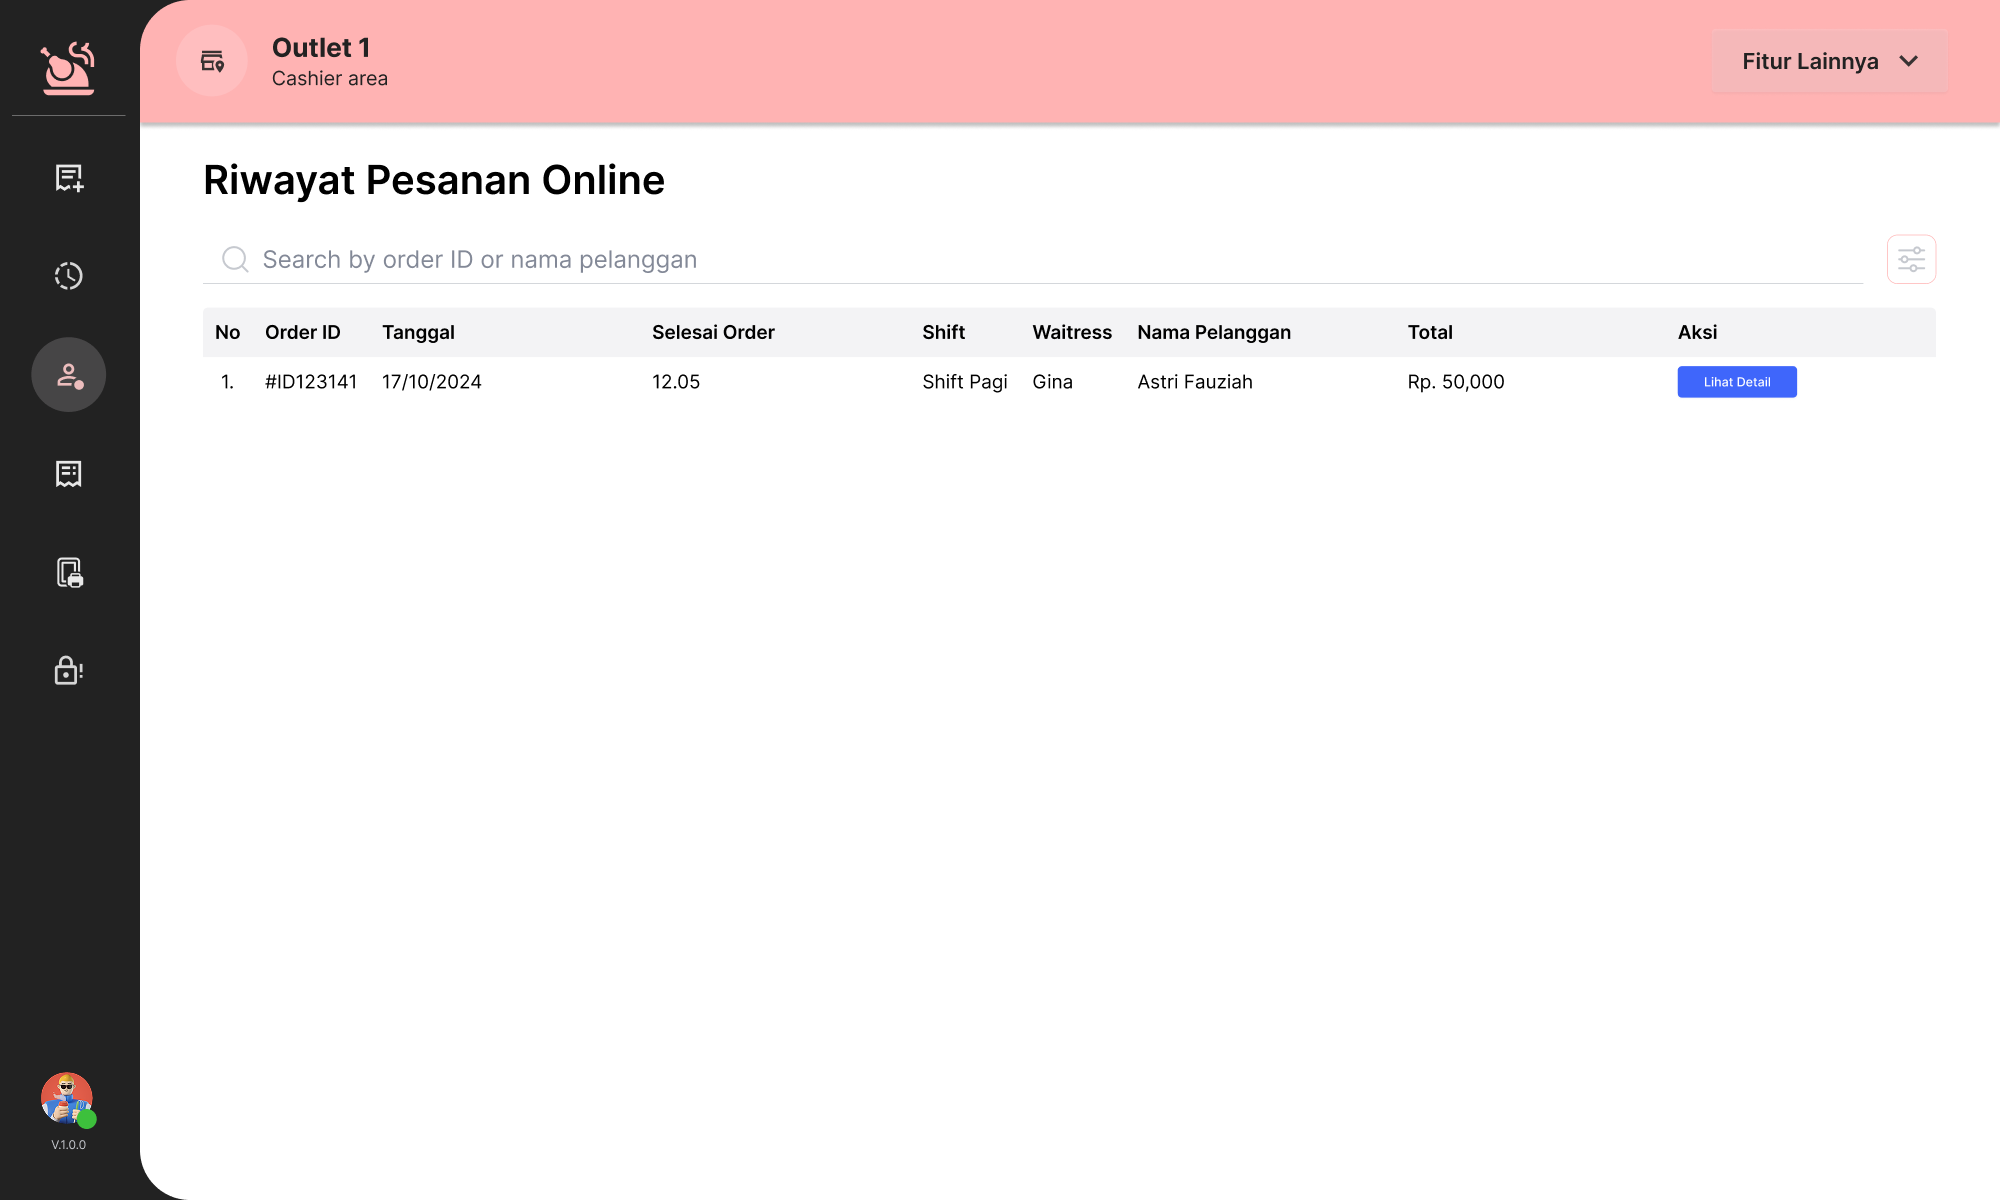 Outlet 1
Cashier area
Fitur Lainnya
Riwayat Pesanan Online
Search by order ID or nama pelanggan
No Order ID Tanggal Selesai Order Shift Waitress Nama Pelanggan Total Aksi
1. #ID123141 17/10/2024 12.05 Shift Pagi Gina Astri Fauziah Rp. 50,000 Lihat Detail
V.1.0.0